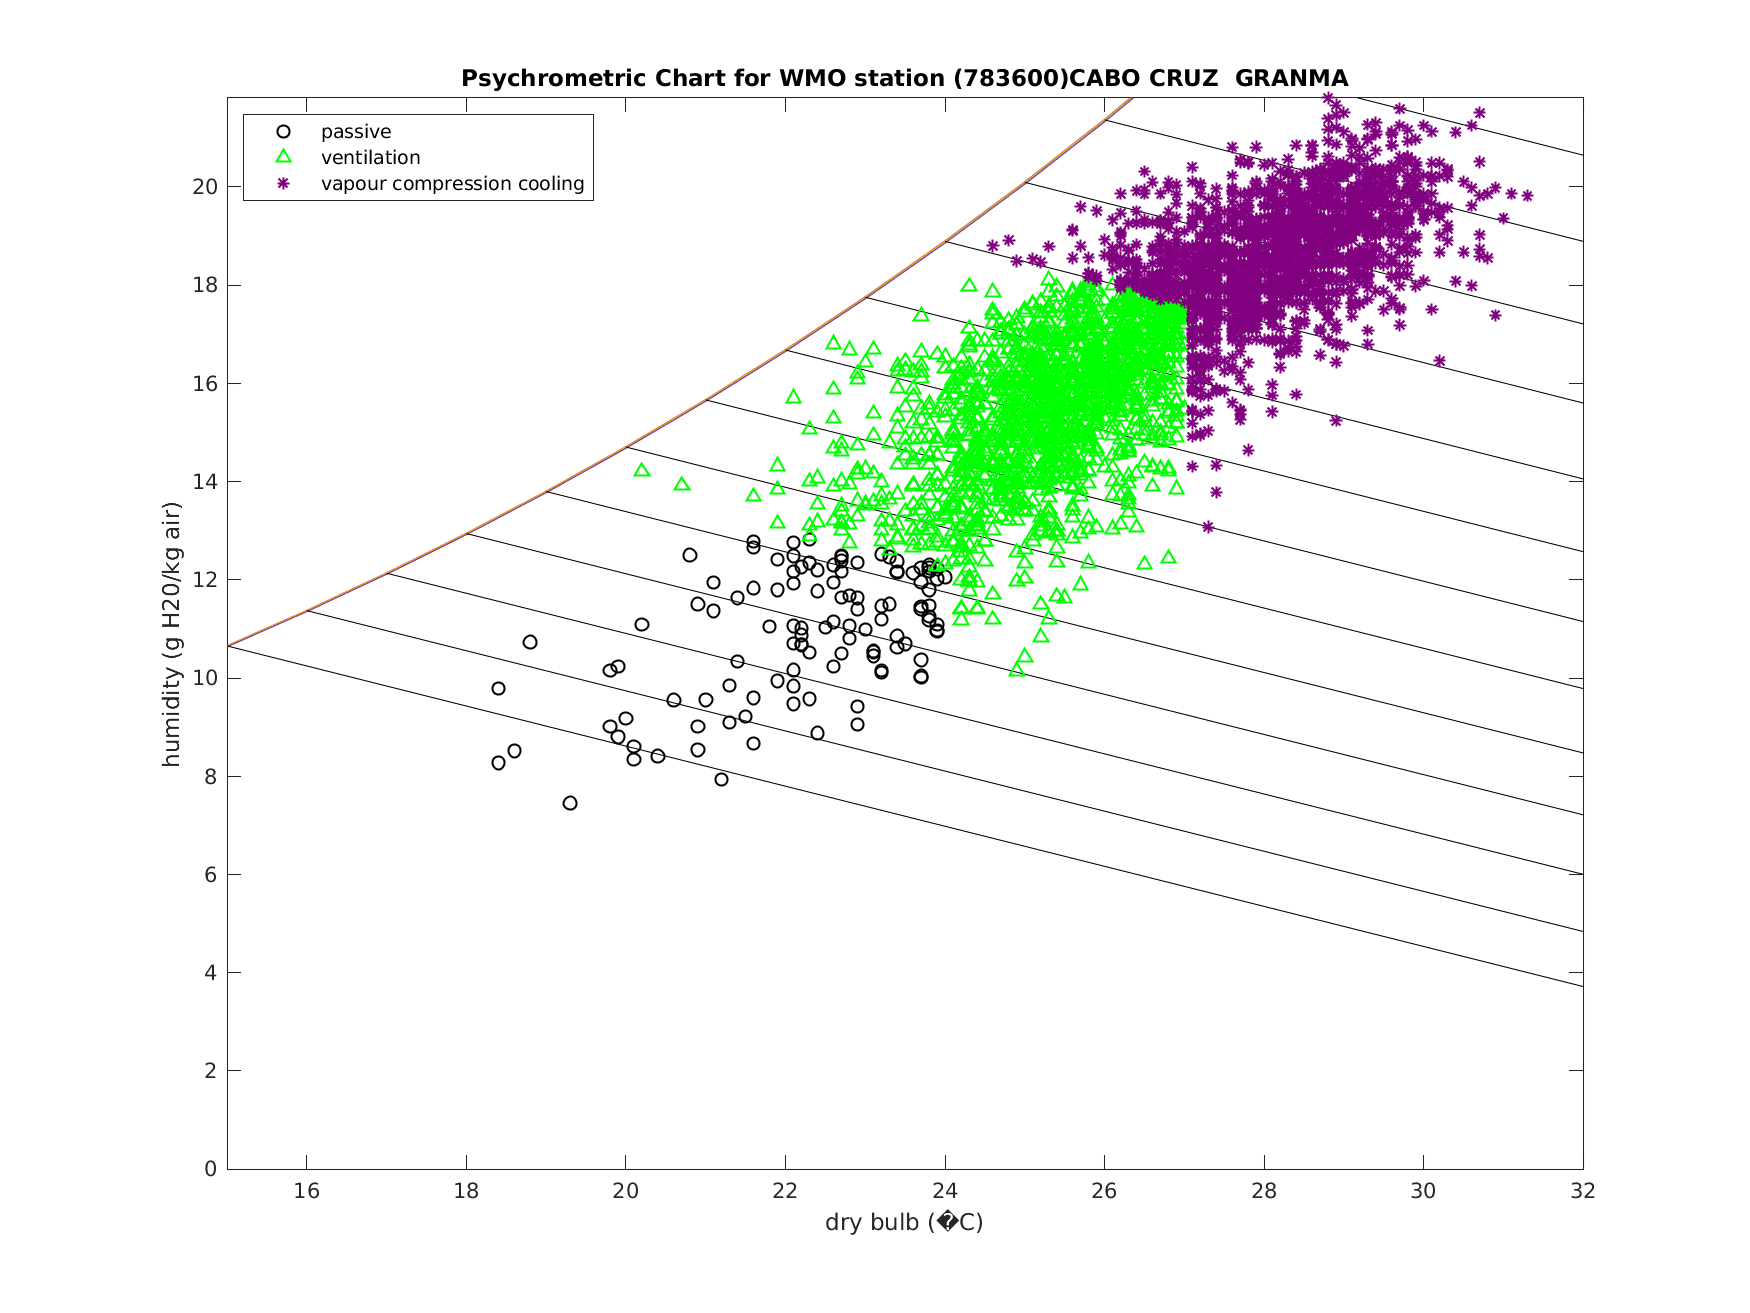 Psychrometric Chart for WMO station (783600)CABO CRUZ  GRANMA
passive
ventilation
vapour compression cooling
humidity (g H20/kg air)
20
18
16
14
12
10
8
6
4
2
0
16 18 20 22 24 26 28 30 32
dry bulb (�C)